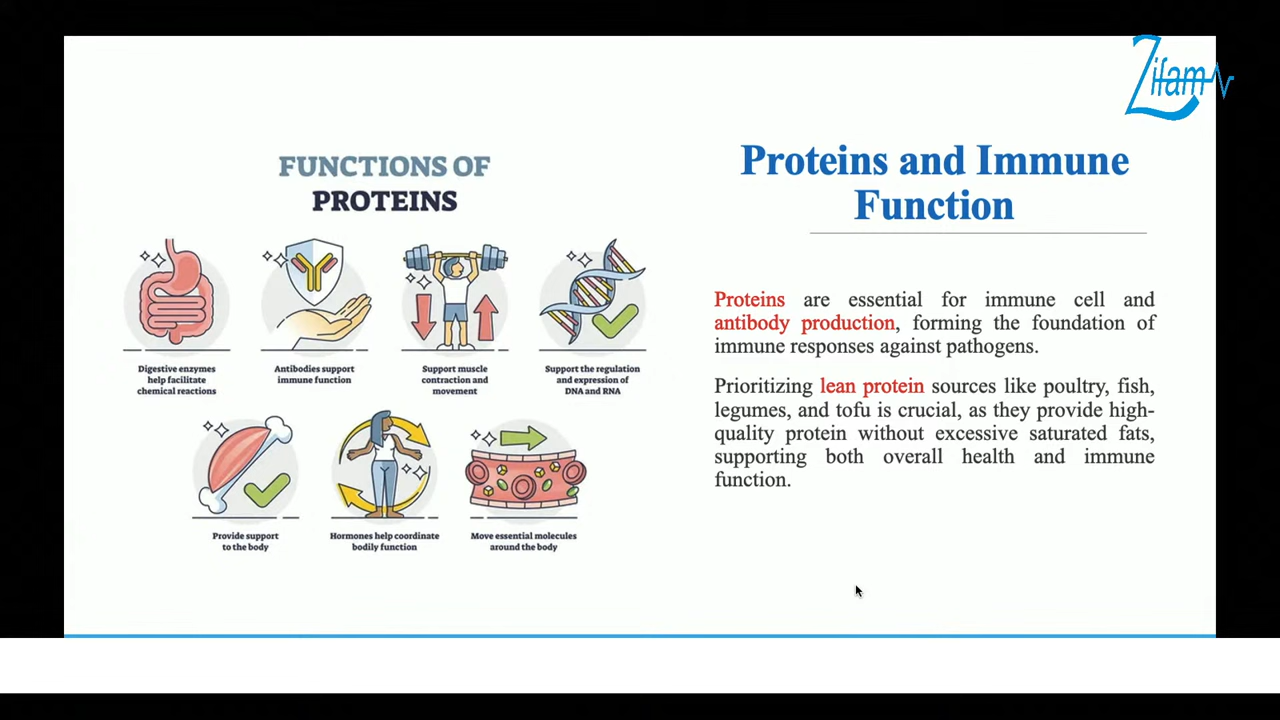 Zifam
FUNCTIONS OF
PROTEINS
Digestive enzymes
help facilitate
chemical reactions
Antibodies support
immune function
Support muscle
contraction and
movement
Support the regulation
and expression of
DNA and RNA
Provide support
to the body
Hormones help coordinate
bodily function
Move essential molecules
around the body
Proteins and Immune
Function
Proteins are essential for immune cell and
antibody production, forming the foundation of
immune responses against pathogens.
Prioritizing lean protein sources like poultry, fish,
legumes, and tofu is crucial, as they provide high-
quality protein without excessive saturated fats,
supporting both overall health and immune
function.